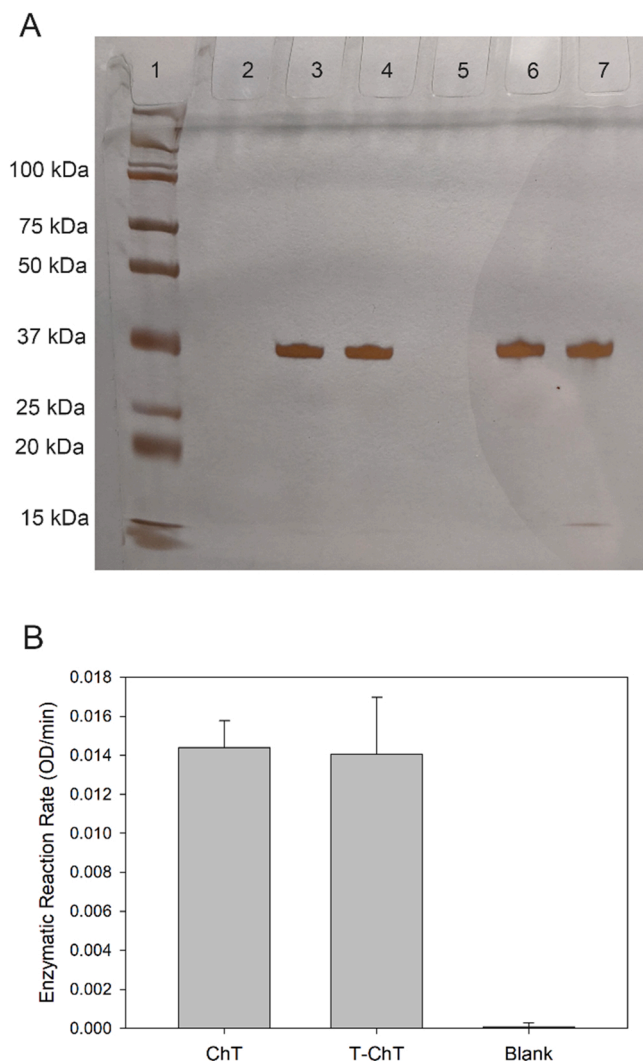 A
1 2 3 4 5 6 7
100 kDa
75 kDa
50 kDa
37 kDa
25 kDa
20 kDa
15 kDa
B
Enzymatic Reaction Rate (OD/min)
0.018
0.016
0.014
0.012
0.010
0.008
0.006
0.004
0.002
0.000
ChT T-ChT Blank